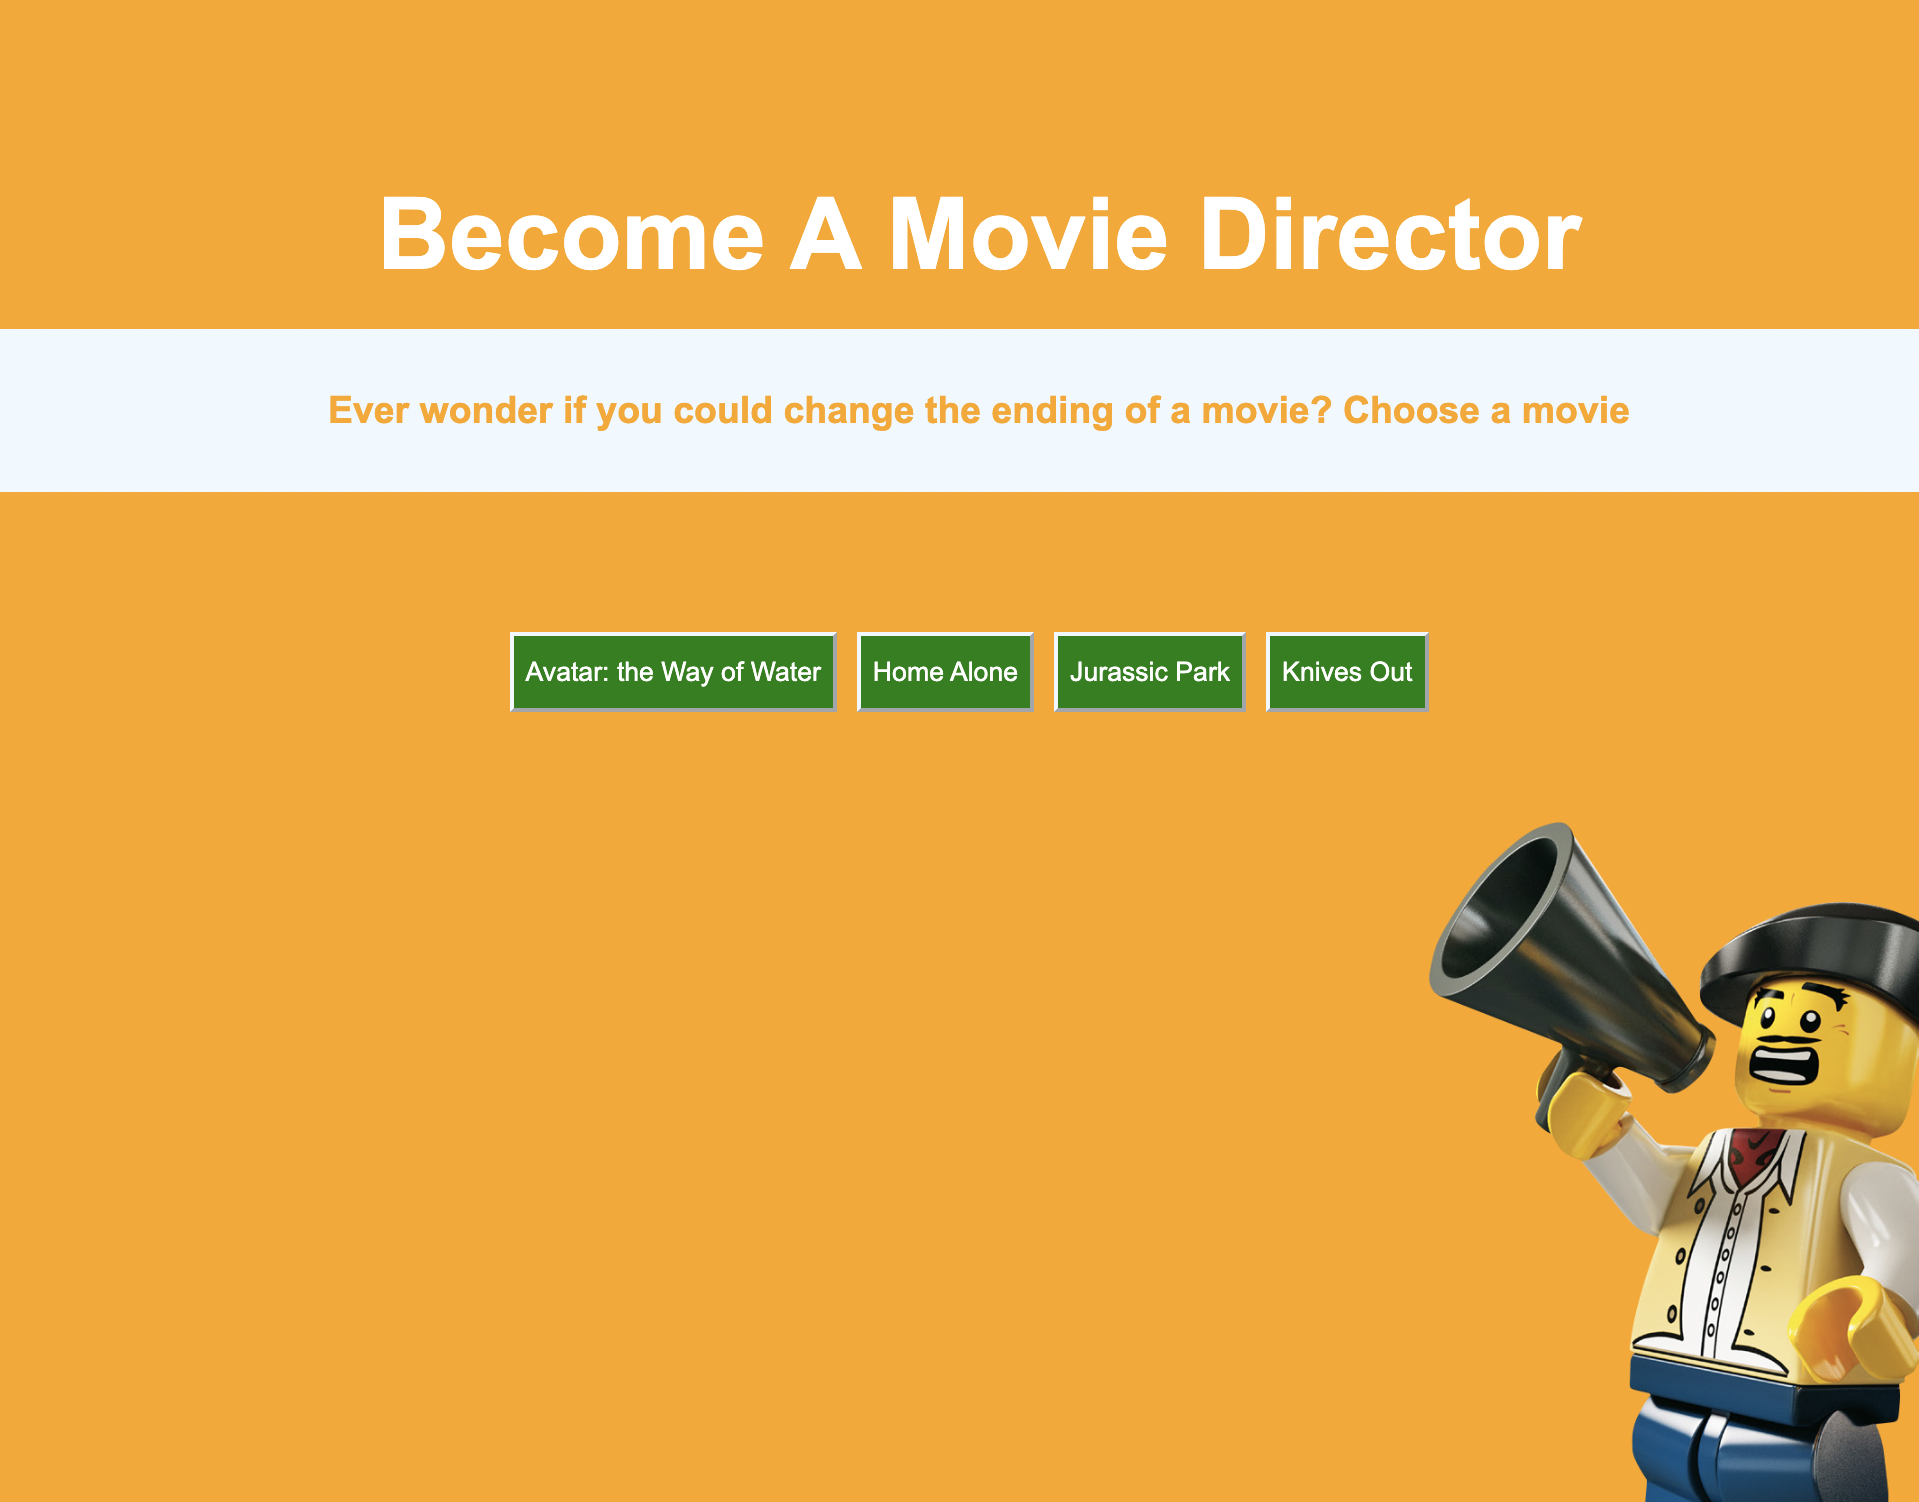 Become A Movie Director
Ever wonder if you could change the ending of a movie? Choose a movie
Avatar: the Way of Water
Home Alone
Jurassic Park
Knives Out